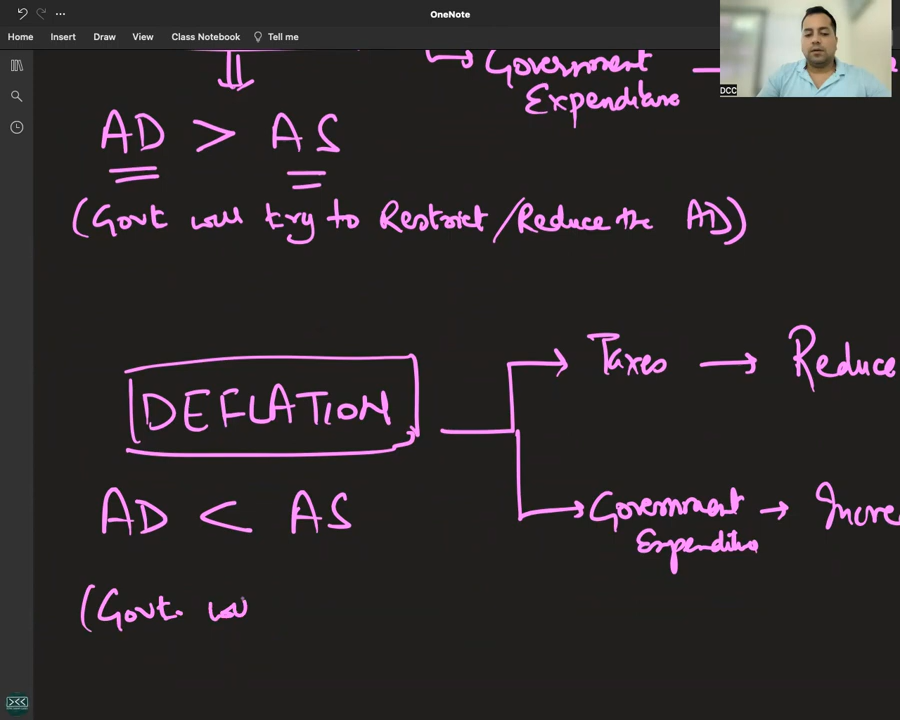 OneNote
Home Insert Draw View Class Notebook Tell me
DCC
Government
Expenditure
AD > AS
(Govt will try to Restrict/Reduce the AD)
Taxes → Reduce
DEFLATION
AD < AS
Government → Incre
Expenditure
(Govt. w